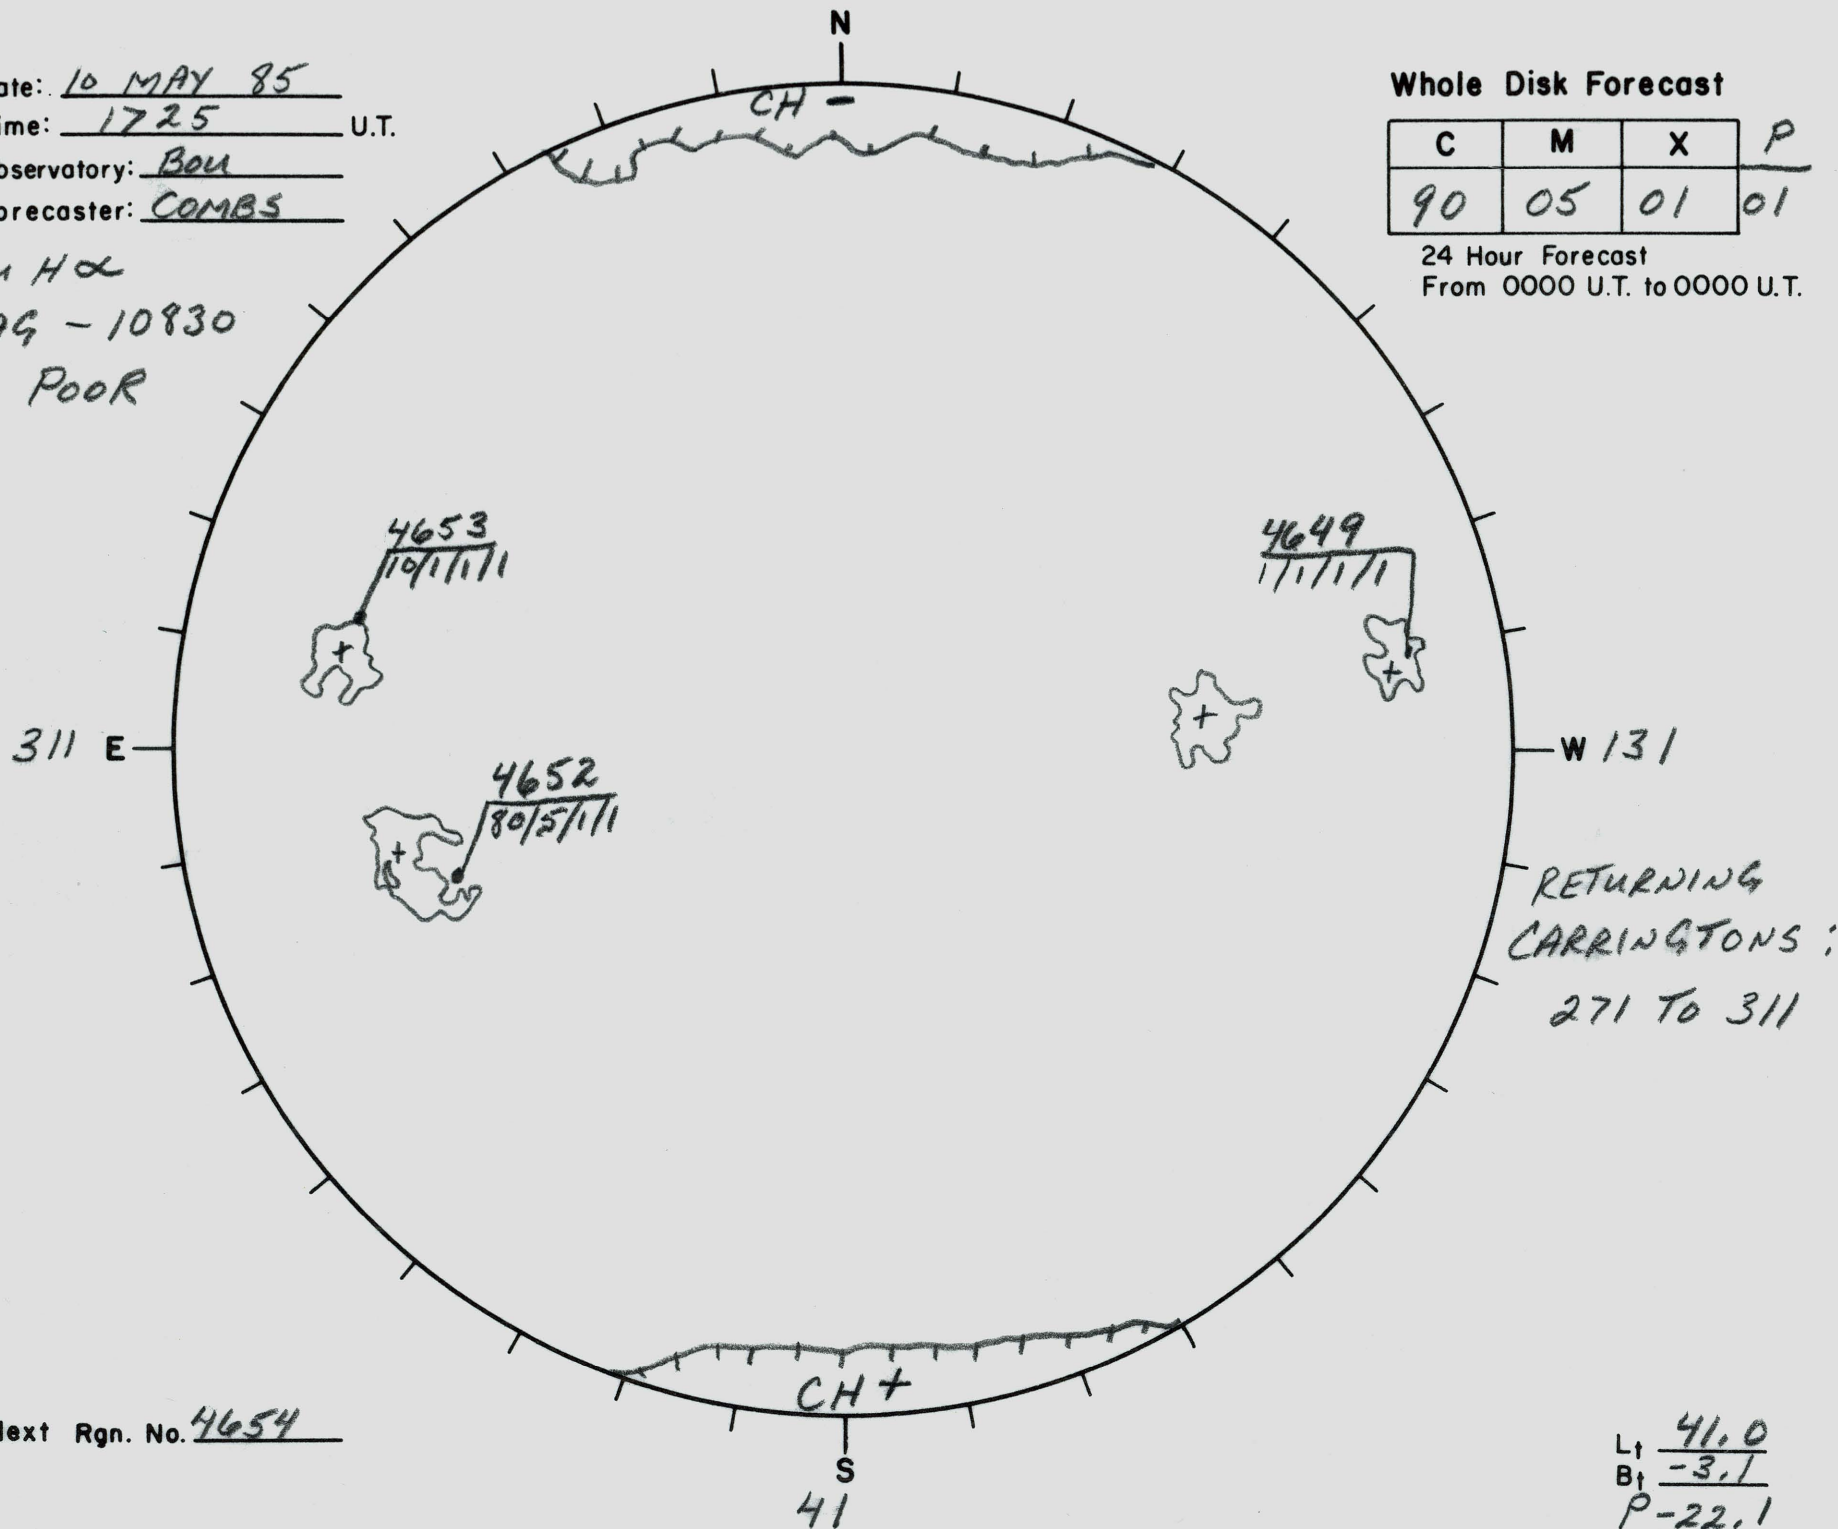 N
ate: 10 MAY 85
ime: 1725 U.T.
bservatory: Bou
orecaster: COMBS
Hα
AG - 10830
POOR
CH -
Whole Disk Forecast
C M X P
90 05 01 01
24 Hour Forecast
From 0000 U.T. to 0000 U.T.
4653
10/1/1/1
4649
1/1/1/1
311 E
W 131
4652
80/5/1/1
RETURNING
CARRINGTONS :
271 TO 311
CH +
lext Rgn. No. 4654
S
41
Lt 41.0
Bt -3.1
P -22.1